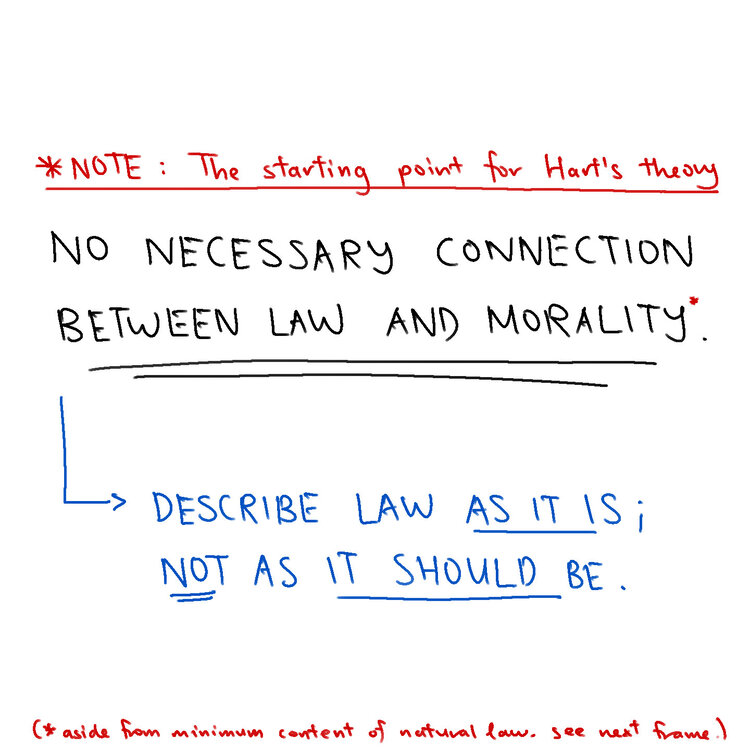 *NOTE : The starting point for Hart's theory
NO NECESSARY CONNECTION
BETWEEN LAW AND MORALITY*.
DESCRIBE LAW AS IT IS;
NOT AS IT SHOULD BE.
(* aside from minimum content of natural law. see next frame.)